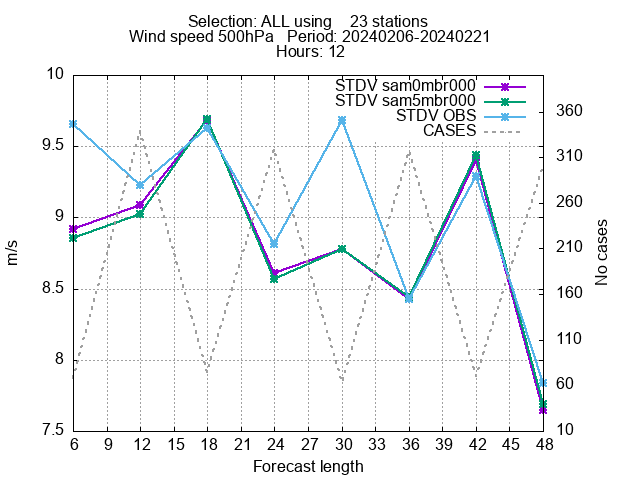 Selection: ALL using    23 stations
Wind speed 500hPa   Period: 20240206-20240221
Hours: 12
STDV sam0mbr000
STDV sam5mbr000
STDV OBS
CASES
10
9.5
9
8.5
8
7.5
m/s
360
310
260
210
160
110
60
10
No cases
6 9 12 15 18 21 24 27 30 33 36 39 42 45 48
Forecast length